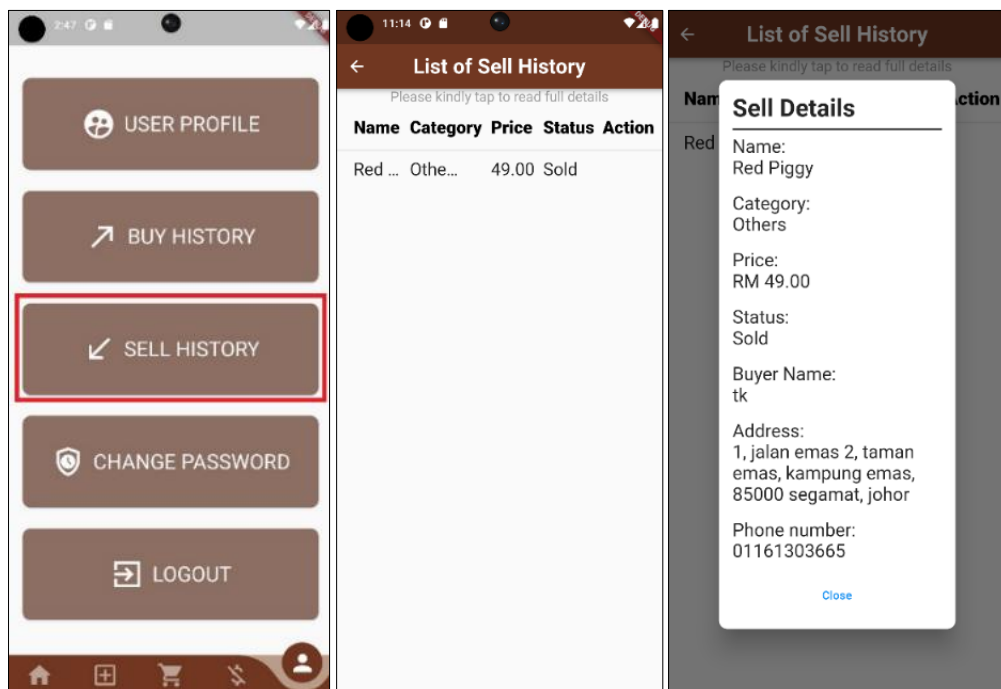 2:47
USER PROFILE
BUY HISTORY
SELL HISTORY
CHANGE PASSWORD
LOGOUT
11:14
List of Sell History
Please kindly tap to read full details
Name Category Price Status Action
Red ... Othe... 49.00 Sold
List of Sell History
Please kindly tap to read full details
Nam ction
Red
Sell Details
Name:
Red Piggy
Category:
Others
Price:
RM 49.00
Status:
Sold
Buyer Name:
tk
Address:
1, jalan emas 2, taman
emas, kampung emas,
85000 segamat, johor
Phone number:
01161303665
Close